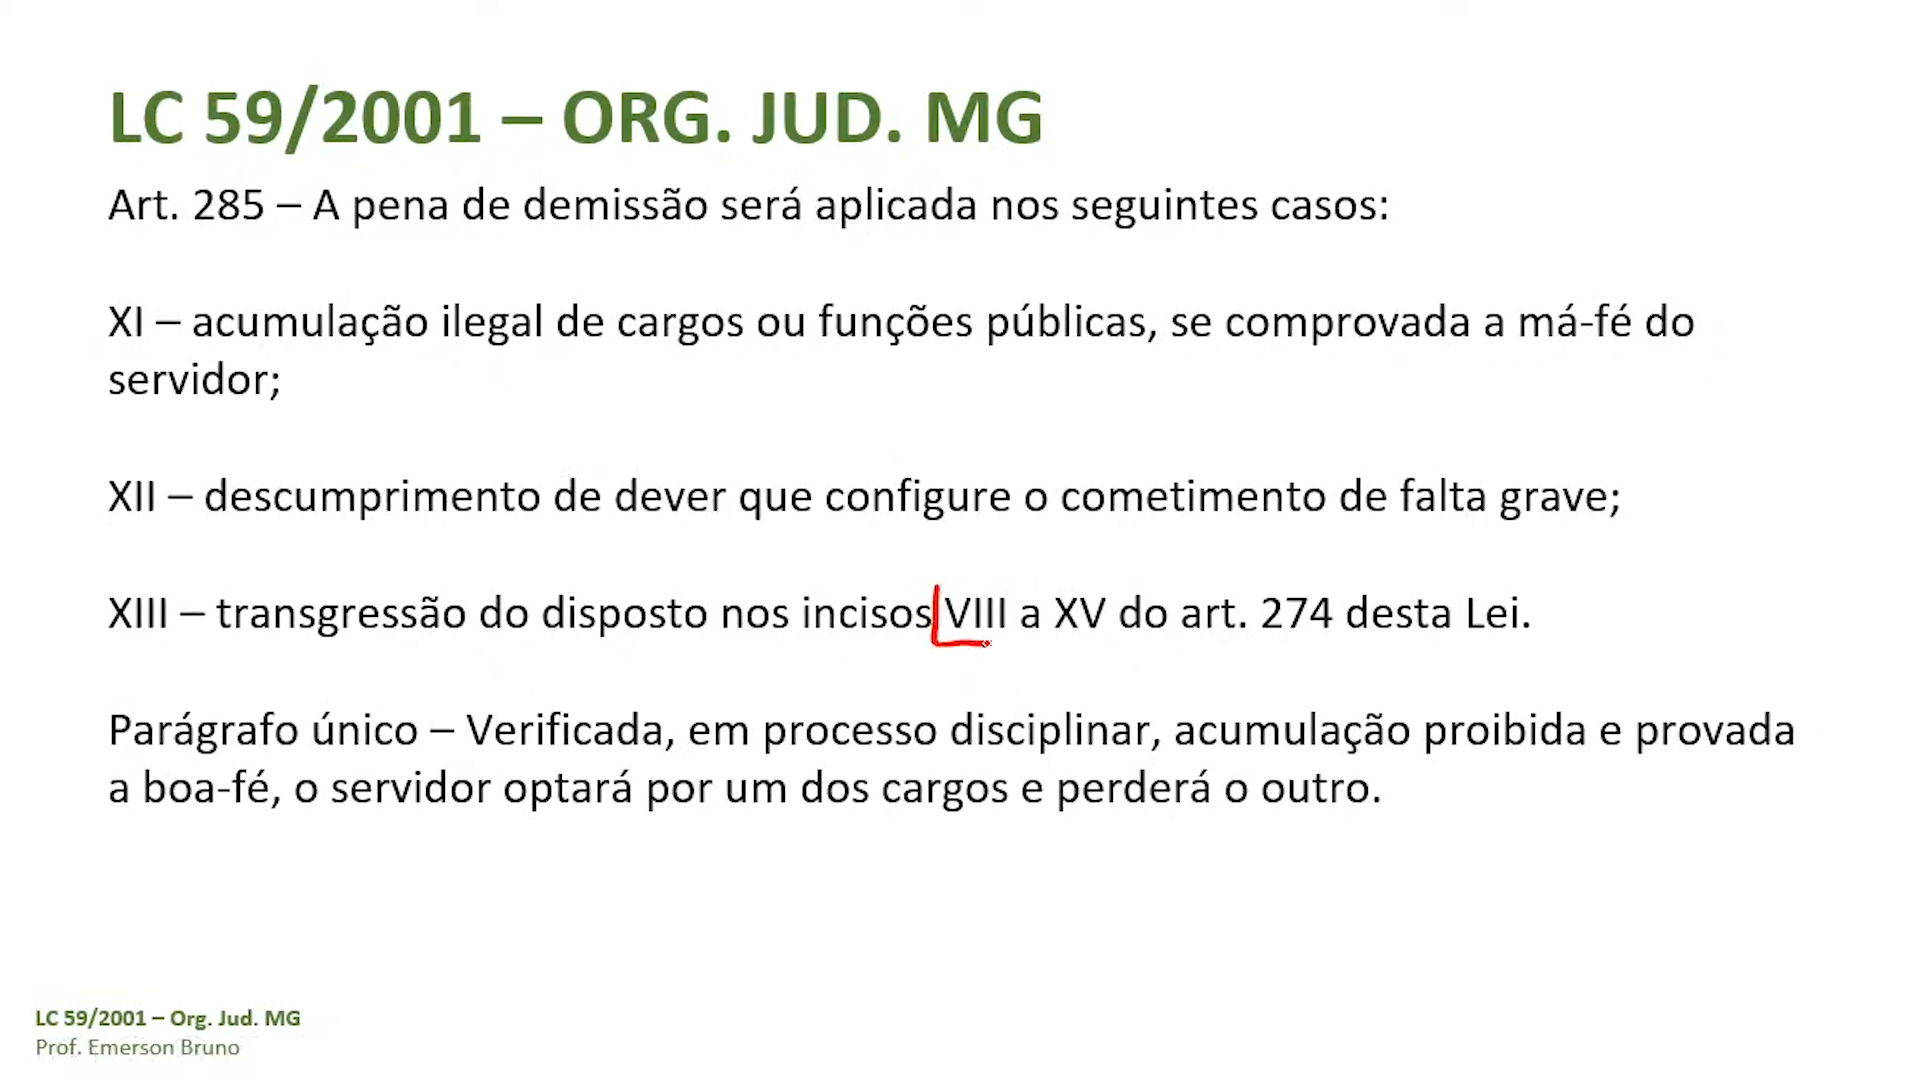 LC 59/2001 – ORG. JUD. MG
Art. 285 – A pena de demissão será aplicada nos seguintes casos:
XI – acumulação ilegal de cargos ou funções públicas, se comprovada a má-fé do
servidor;
XII – descumprimento de dever que configure o cometimento de falta grave;
XIII – transgressão do disposto nos incisos VIII a XV do art. 274 desta Lei.
Parágrafo único – Verificada, em processo disciplinar, acumulação proibida e provada
a boa-fé, o servidor optará por um dos cargos e perderá o outro.
LC 59/2001 – Org. Jud. MG
Prof. Emerson Bruno